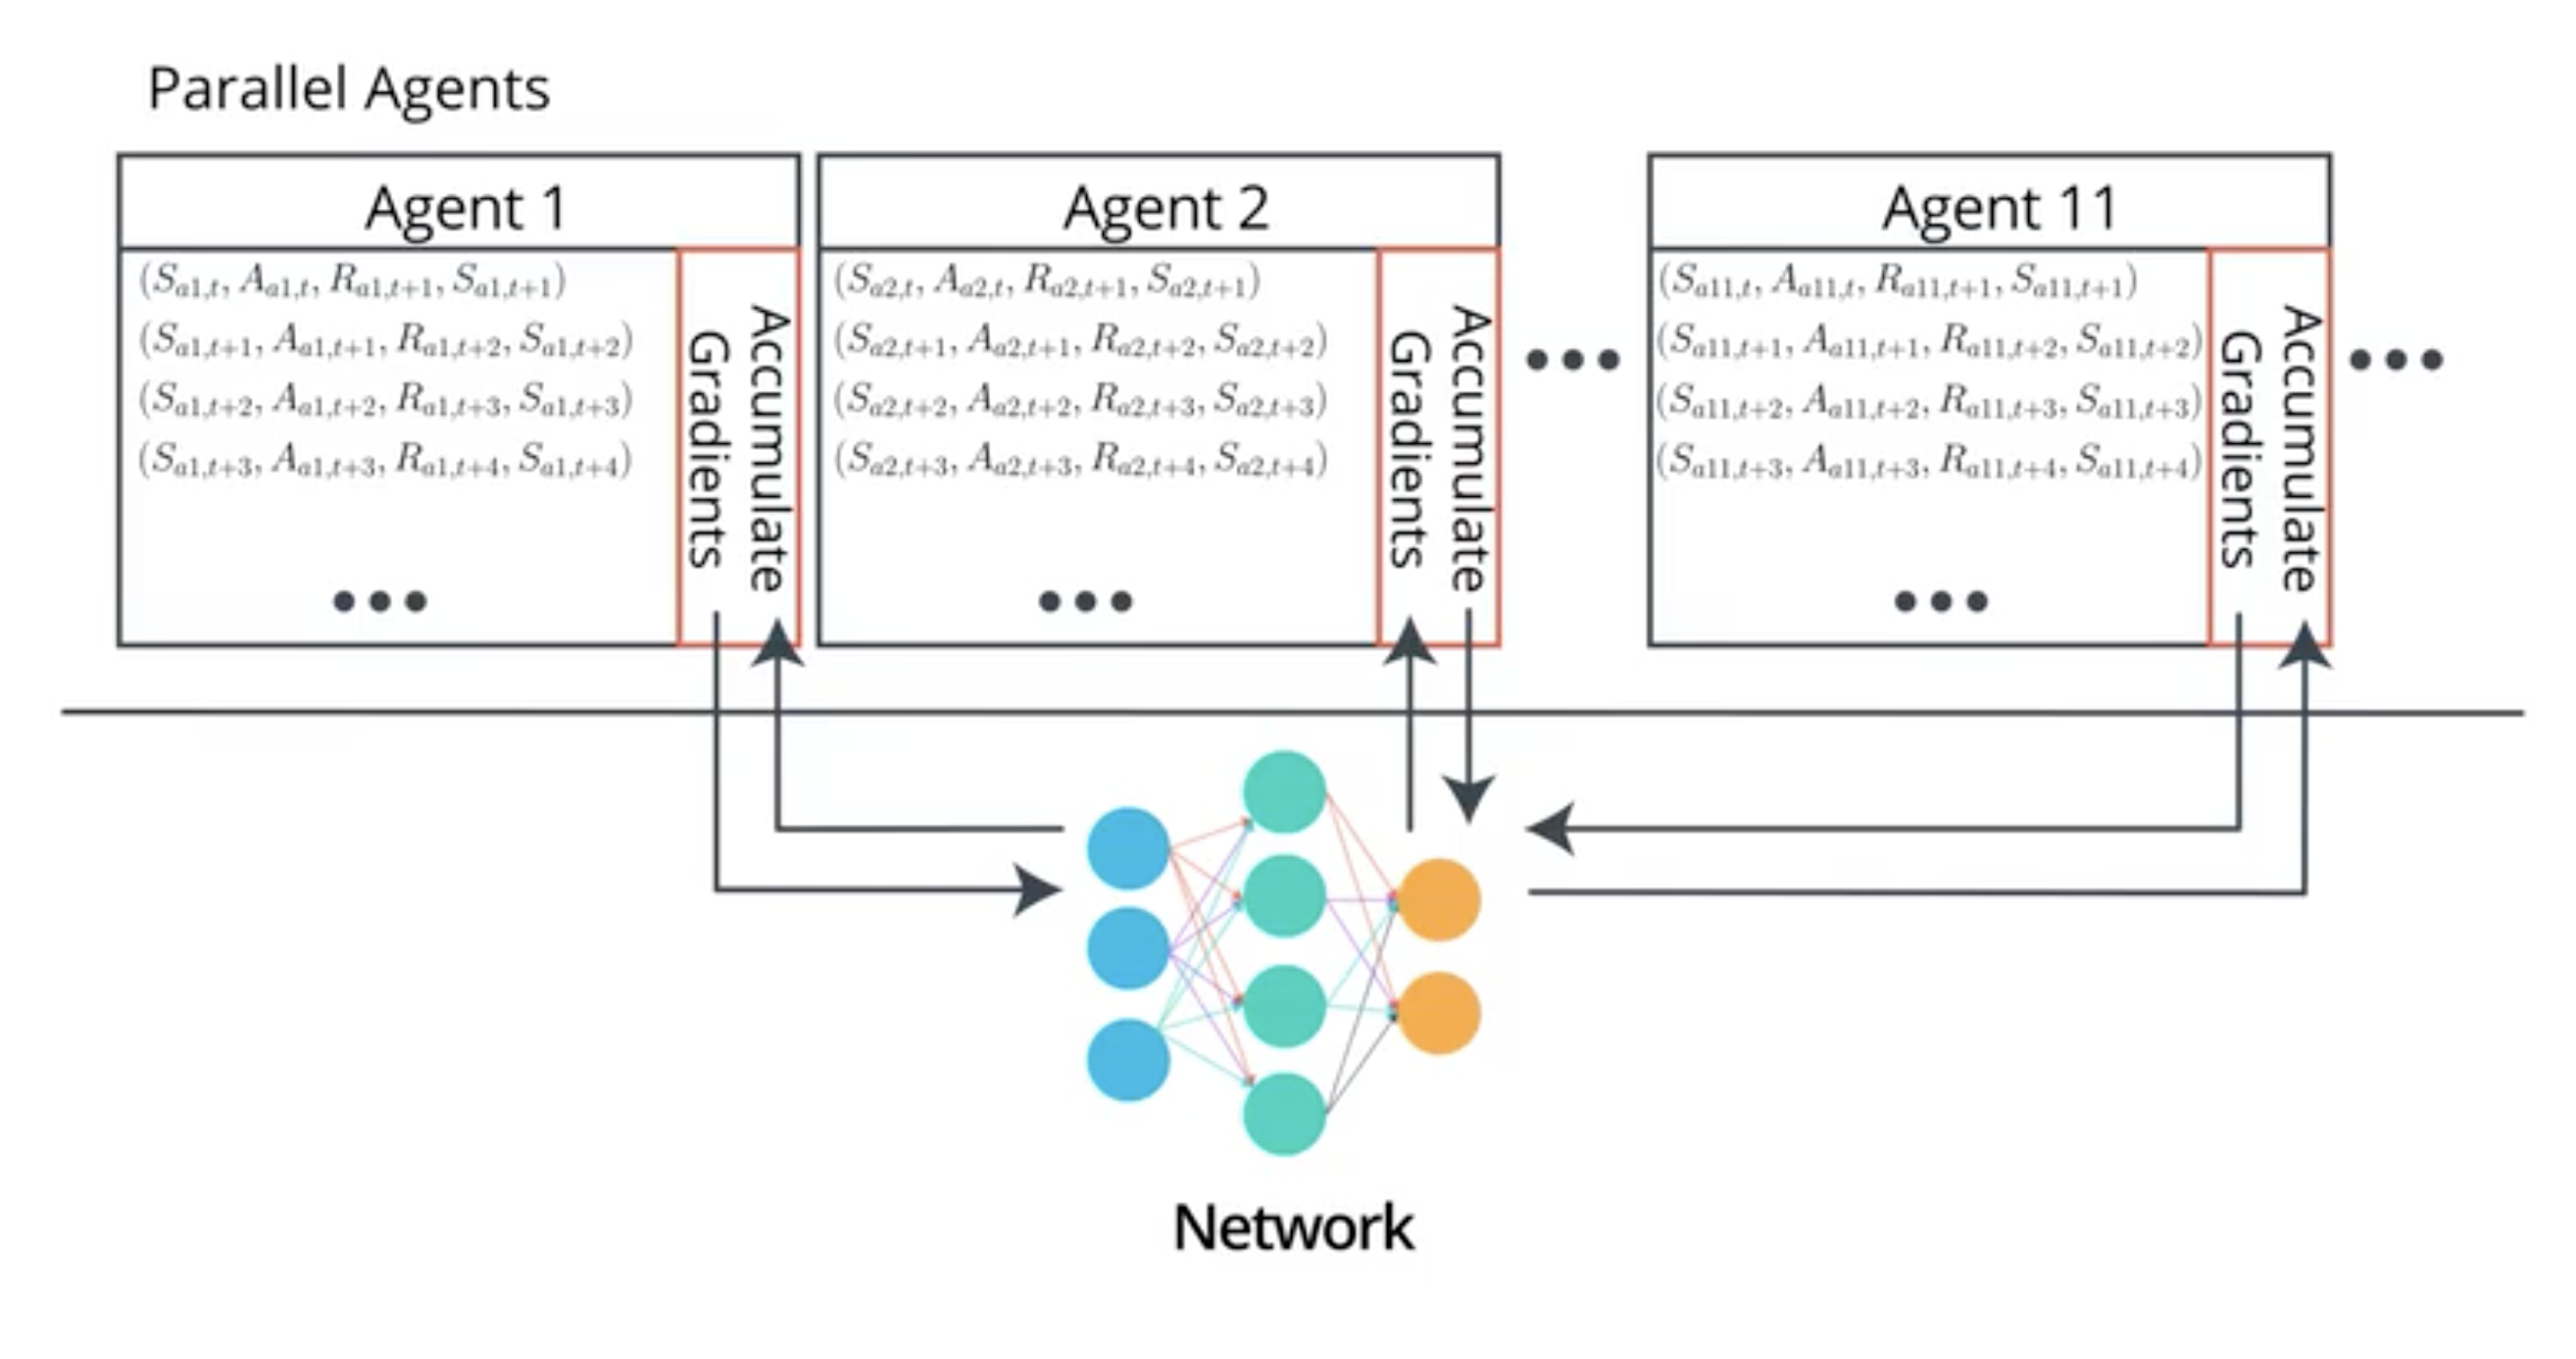 Parallel Agents
Agent 1
(S_{a1,t}, A_{a1,t}, R_{a1,t+1}, S_{a1,t+1})
(S_{a1,t+1}, A_{a1,t+1}, R_{a1,t+2}, S_{a1,t+2})
(S_{a1,t+2}, A_{a1,t+2}, R_{a1,t+3}, S_{a1,t+3})
(S_{a1,t+3}, A_{a1,t+3}, R_{a1,t+4}, S_{a1,t+4})
Accumulate
Gradients
Agent 2
(S_{a2,t}, A_{a2,t}, R_{a2,t+1}, S_{a2,t+1})
(S_{a2,t+1}, A_{a2,t+1}, R_{a2,t+2}, S_{a2,t+2})
(S_{a2,t+2}, A_{a2,t+2}, R_{a2,t+3}, S_{a2,t+3})
(S_{a2,t+3}, A_{a2,t+3}, R_{a2,t+4}, S_{a2,t+4})
Accumulate
Gradients
Agent 11
(S_{a11,t}, A_{a11,t}, R_{a11,t+1}, S_{a11,t+1})
(S_{a11,t+1}, A_{a11,t+1}, R_{a11,t+2}, S_{a11,t+2})
(S_{a11,t+2}, A_{a11,t+2}, R_{a11,t+3}, S_{a11,t+3})
(S_{a11,t+3}, A_{a11,t+3}, R_{a11,t+4}, S_{a11,t+4})
Accumulate
Gradients
Network